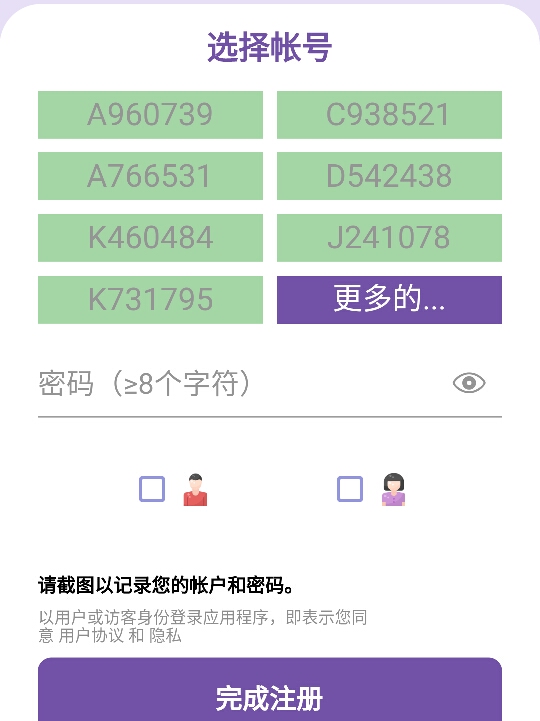 选择帐号
A960739
C938521
A766531
D542438
K460484
J241078
K731795
更多的...
密码（≥8个字符）
请截图以记录您的帐户和密码。
以用户或访客身份登录应用程序，即表示您同
意 用户协议 和 隐私
完成注册